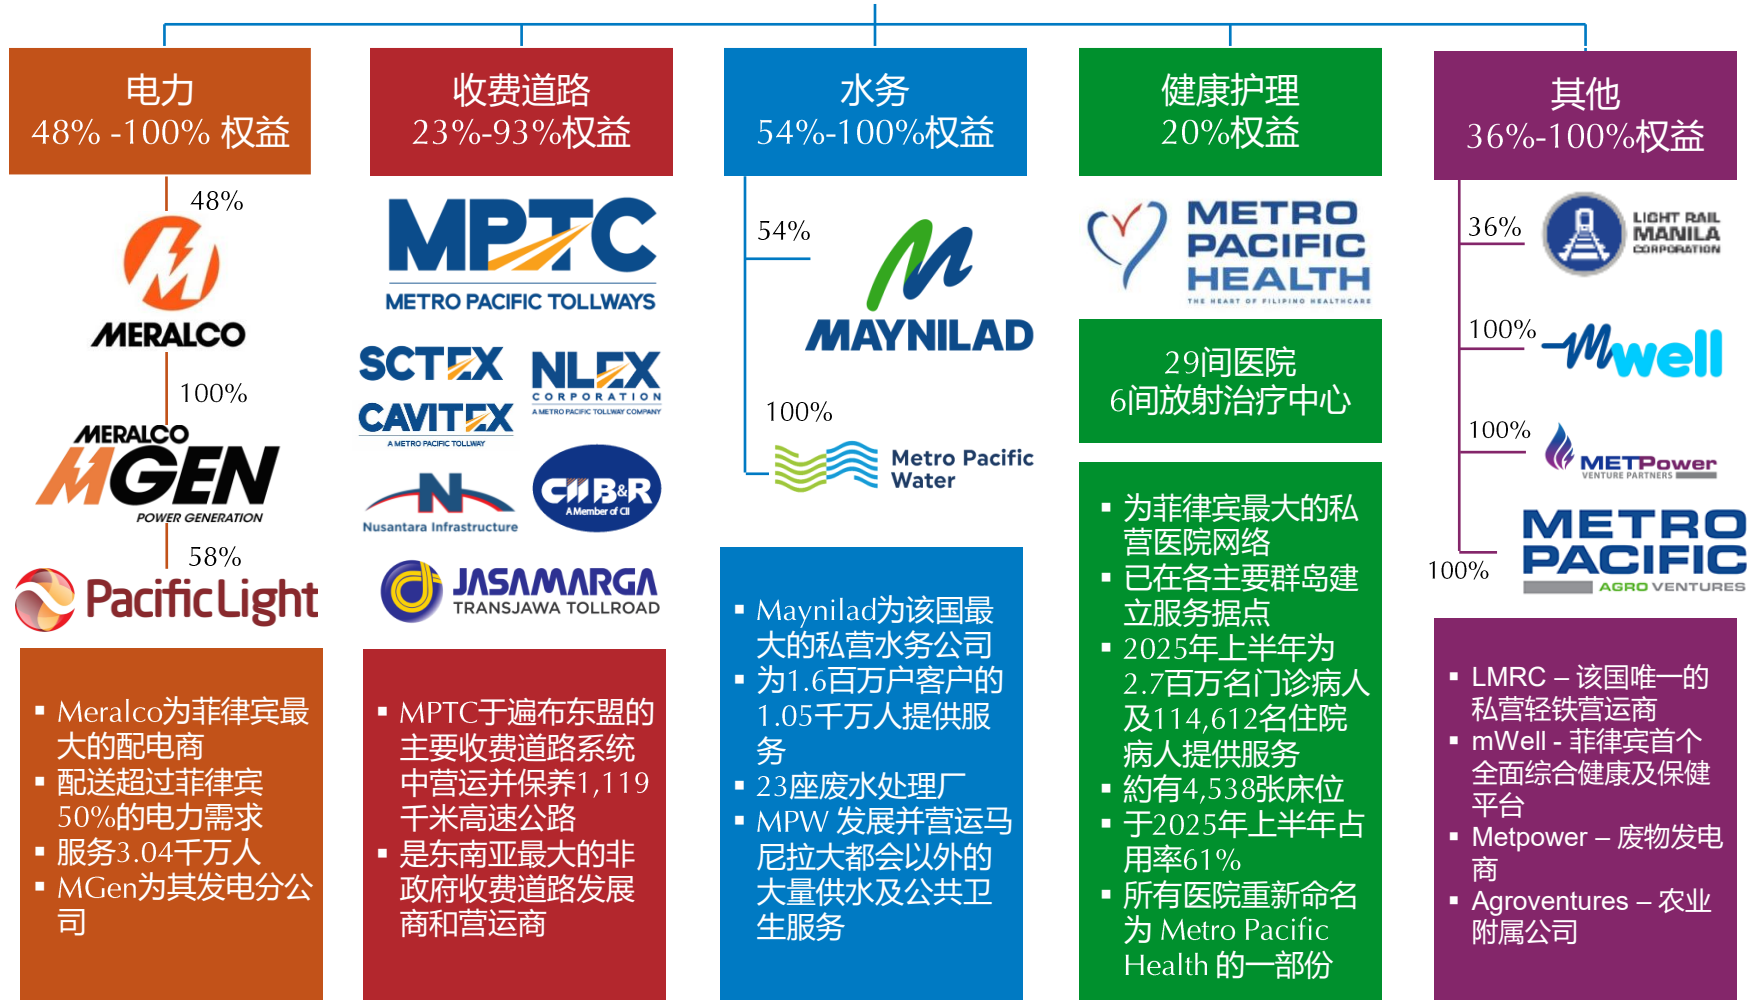 电力
48% -100% 权益
48%
MERALCO
100%
MERALCO
MGEN
POWER GENERATION
58%
PacificLight
▪ Meralco为菲律宾最
大的配电商
▪ 配送超过菲律宾
50%的电力需求
▪ 服务3.04千万人
▪ MGen为其发电分公
司
收费道路
23%-93%权益
MPTC
METRO PACIFIC TOLLWAYS
SCTEX
NLEX
CORPORATION
A METRO PACIFIC TOLLWAY COMPANY
CAVITEX
A METRO PACIFIC TOLLWAY
N
Nusantara Infrastructure
CII B&R
A Member of CII
JASAMARGA
TRANSJAWA TOLLROAD
▪ MPTC于遍布东盟的
主要收费道路系统
中营运并保养1,119
千米高速公路
▪ 是东南亚最大的非
政府收费道路发展
商和营运商
水务
54%-100%权益
54%
MAYNILAD
100%
Metro Pacific
Water
▪ Maynilad为该国最
大的私营水务公司
▪ 为1.6百万户客户的
1.05千万人提供服
务
▪ 23座废水处理厂
▪ MPW 发展并营运马
尼拉大都会以外的
大量供水及公共卫
生服务
健康护理
20%权益
METRO
PACIFIC
HEALTH
THE HEART OF FILIPINO HEALTHCARE
29间医院
6间放射治疗中心
▪ 为菲律宾最大的私
营医院网络
▪ 已在各主要群岛建
立服务据点
▪ 2025年上半年为
2.7百万名门诊病人
及114,612名住院
病人提供服务
▪ 約有4,538张床位
▪ 于2025年上半年占
用率61%
▪ 所有医院重新命名
为 Metro Pacific
Health 的一部份
其他
36%-100%权益
36%
LIGHT RAIL
MANILA
CORPORATION
100%
mwell
100%
METPower
VENTURE PARTNERS
100%
METRO
PACIFIC
AGRO VENTURES
▪ LMRC – 该国唯一的
私营轻铁营运商
▪ mWell - 菲律宾首个
全面综合健康及保健
平台
▪ Metpower – 废物发电
商
▪ Agroventures – 农业
附属公司